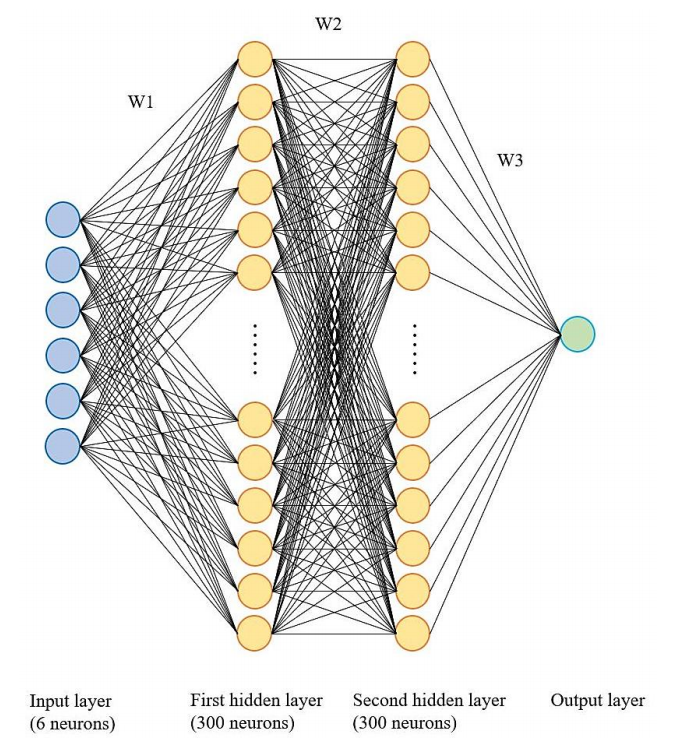 W2
W1
W3
Input layer
(6 neurons)
First hidden layer
(300 neurons)
Second hidden layer
(300 neurons)
Output layer